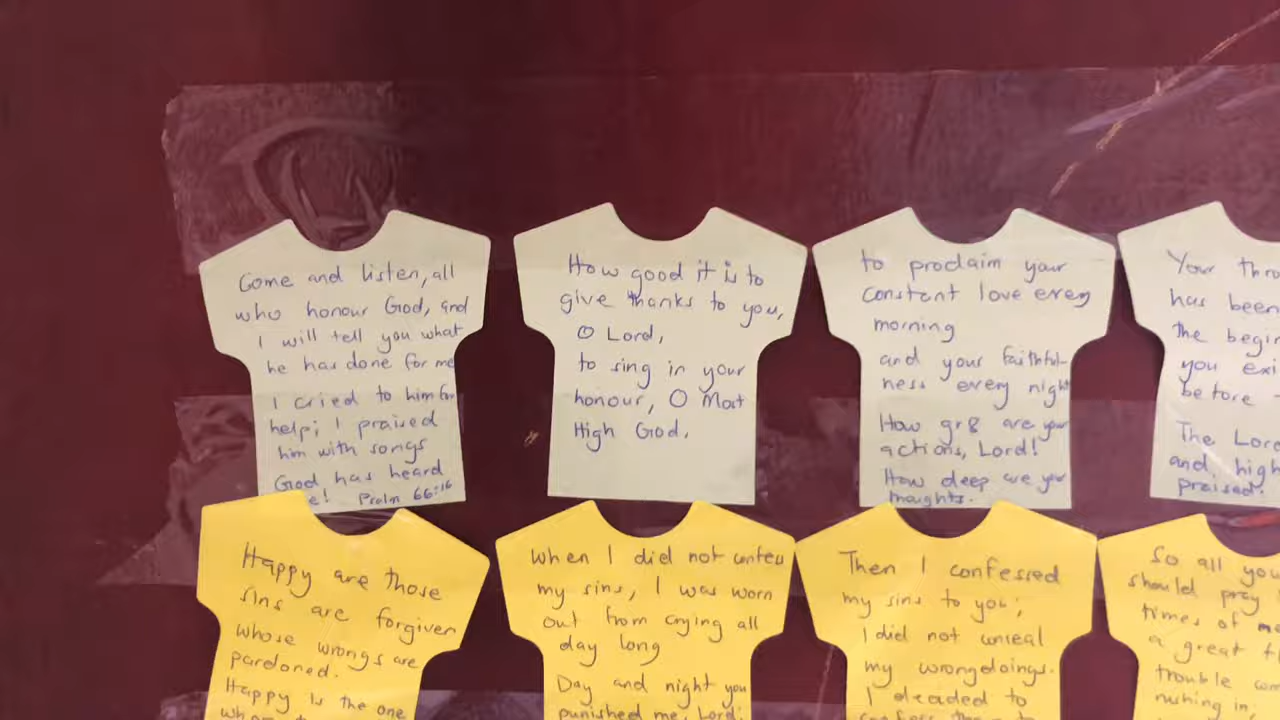 Come and listen, all
who honour God, and
I will tell you what
he has done for me
I cried to him for
help; I praised
him with songs
God has heard
e! Psalm 66:16
How good it is to
give thanks to you,
O Lord,
to sing in your
honour, O Most
High God.
to proclaim your
constant love every
morning
and your faithful-
ness every night
How gr8 are your
actions, Lord!
How deep are your
thoughts.
Your thro
has been
the begin
you exi
before
The Lord
and high
praised.
Happy are those
sins are forgiven
whose wrongs are
pardoned.
Happy is the one
When I did not confess
my sins, I was worn
out from crying all
day long
Day and night you
punished me, Lord;
Then I confessed
my sins to you;
I did not conceal
my wrongdoings.
I decided to
So all you
should pray
times of
a great
trouble com
rushing in;